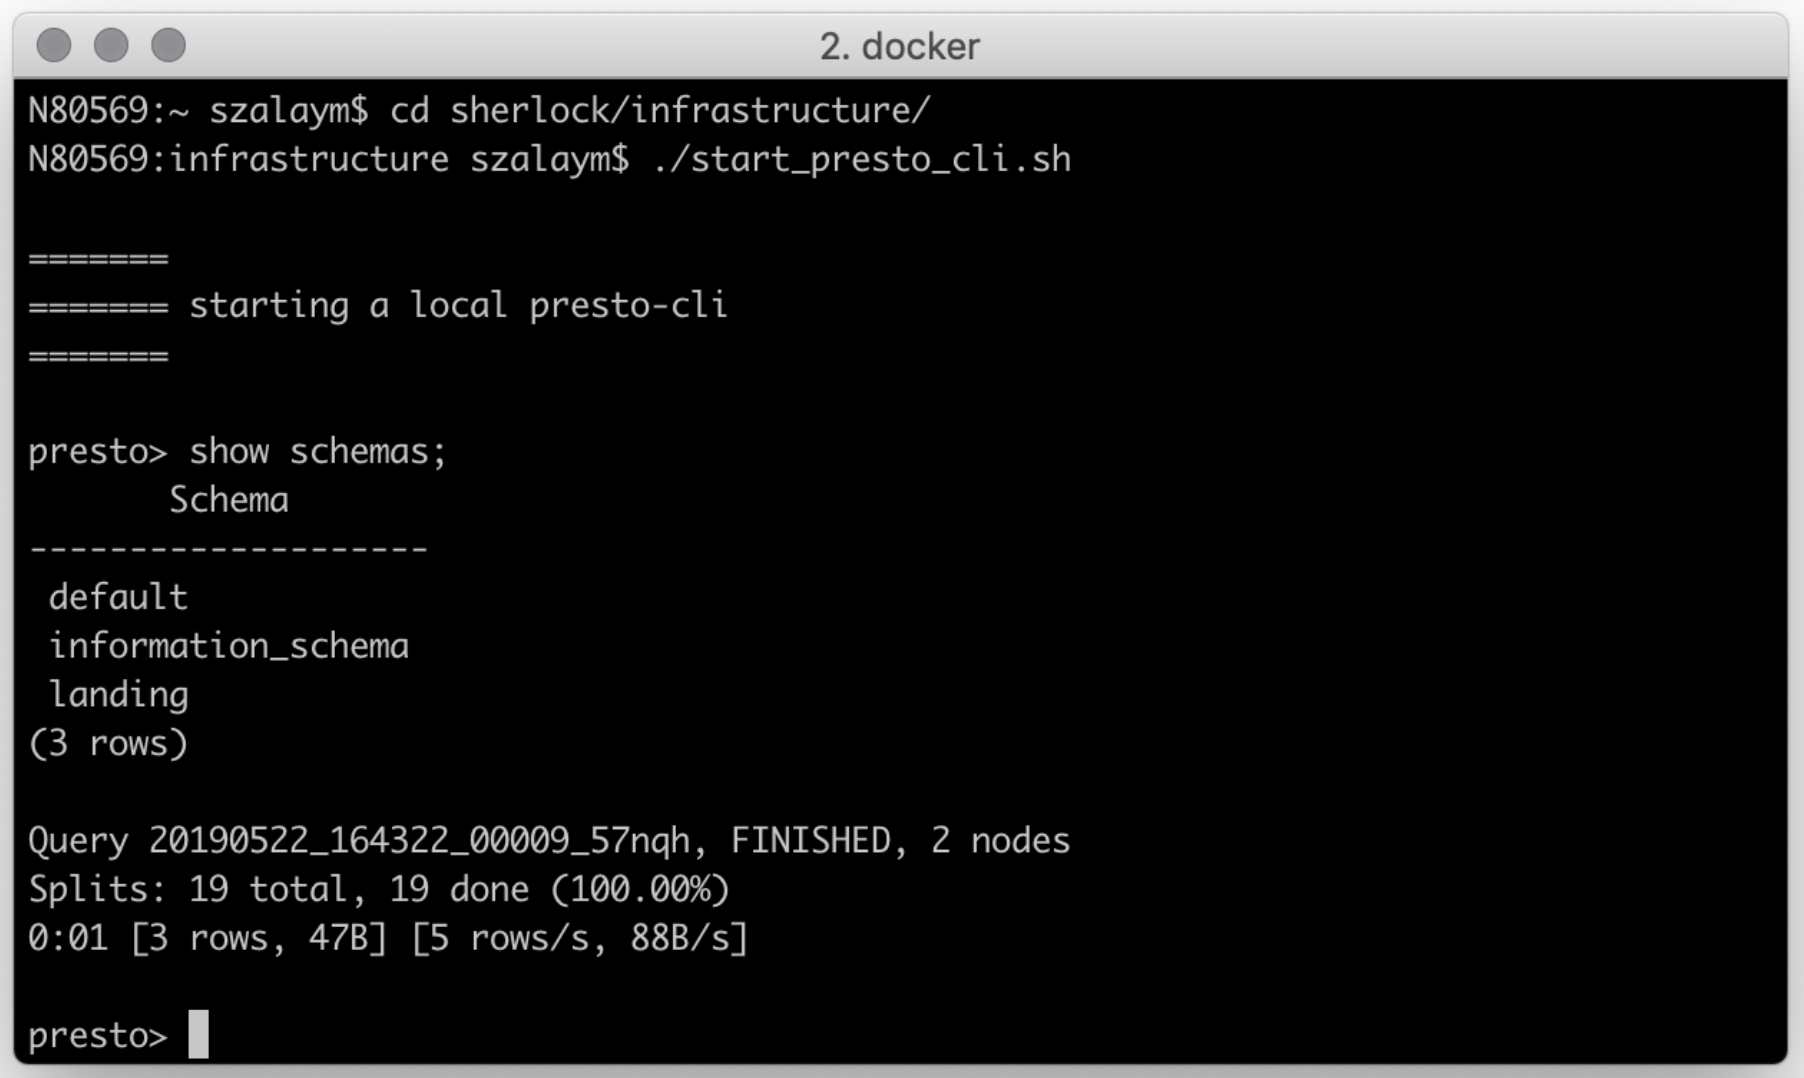 2. docker
N80569:~ szalaym$ cd sherlock/infrastructure/
N80569:infrastructure szalaym$ ./start_presto_cli.sh
=======
======= starting a local presto-cli
=======
presto> show schemas;
Schema
--------------------
default
information_schema
landing
(3 rows)
Query 20190522_164322_00009_57nqh, FINISHED, 2 nodes
Splits: 19 total, 19 done (100.00%)
0:01 [3 rows, 47B] [5 rows/s, 88B/s]
presto>